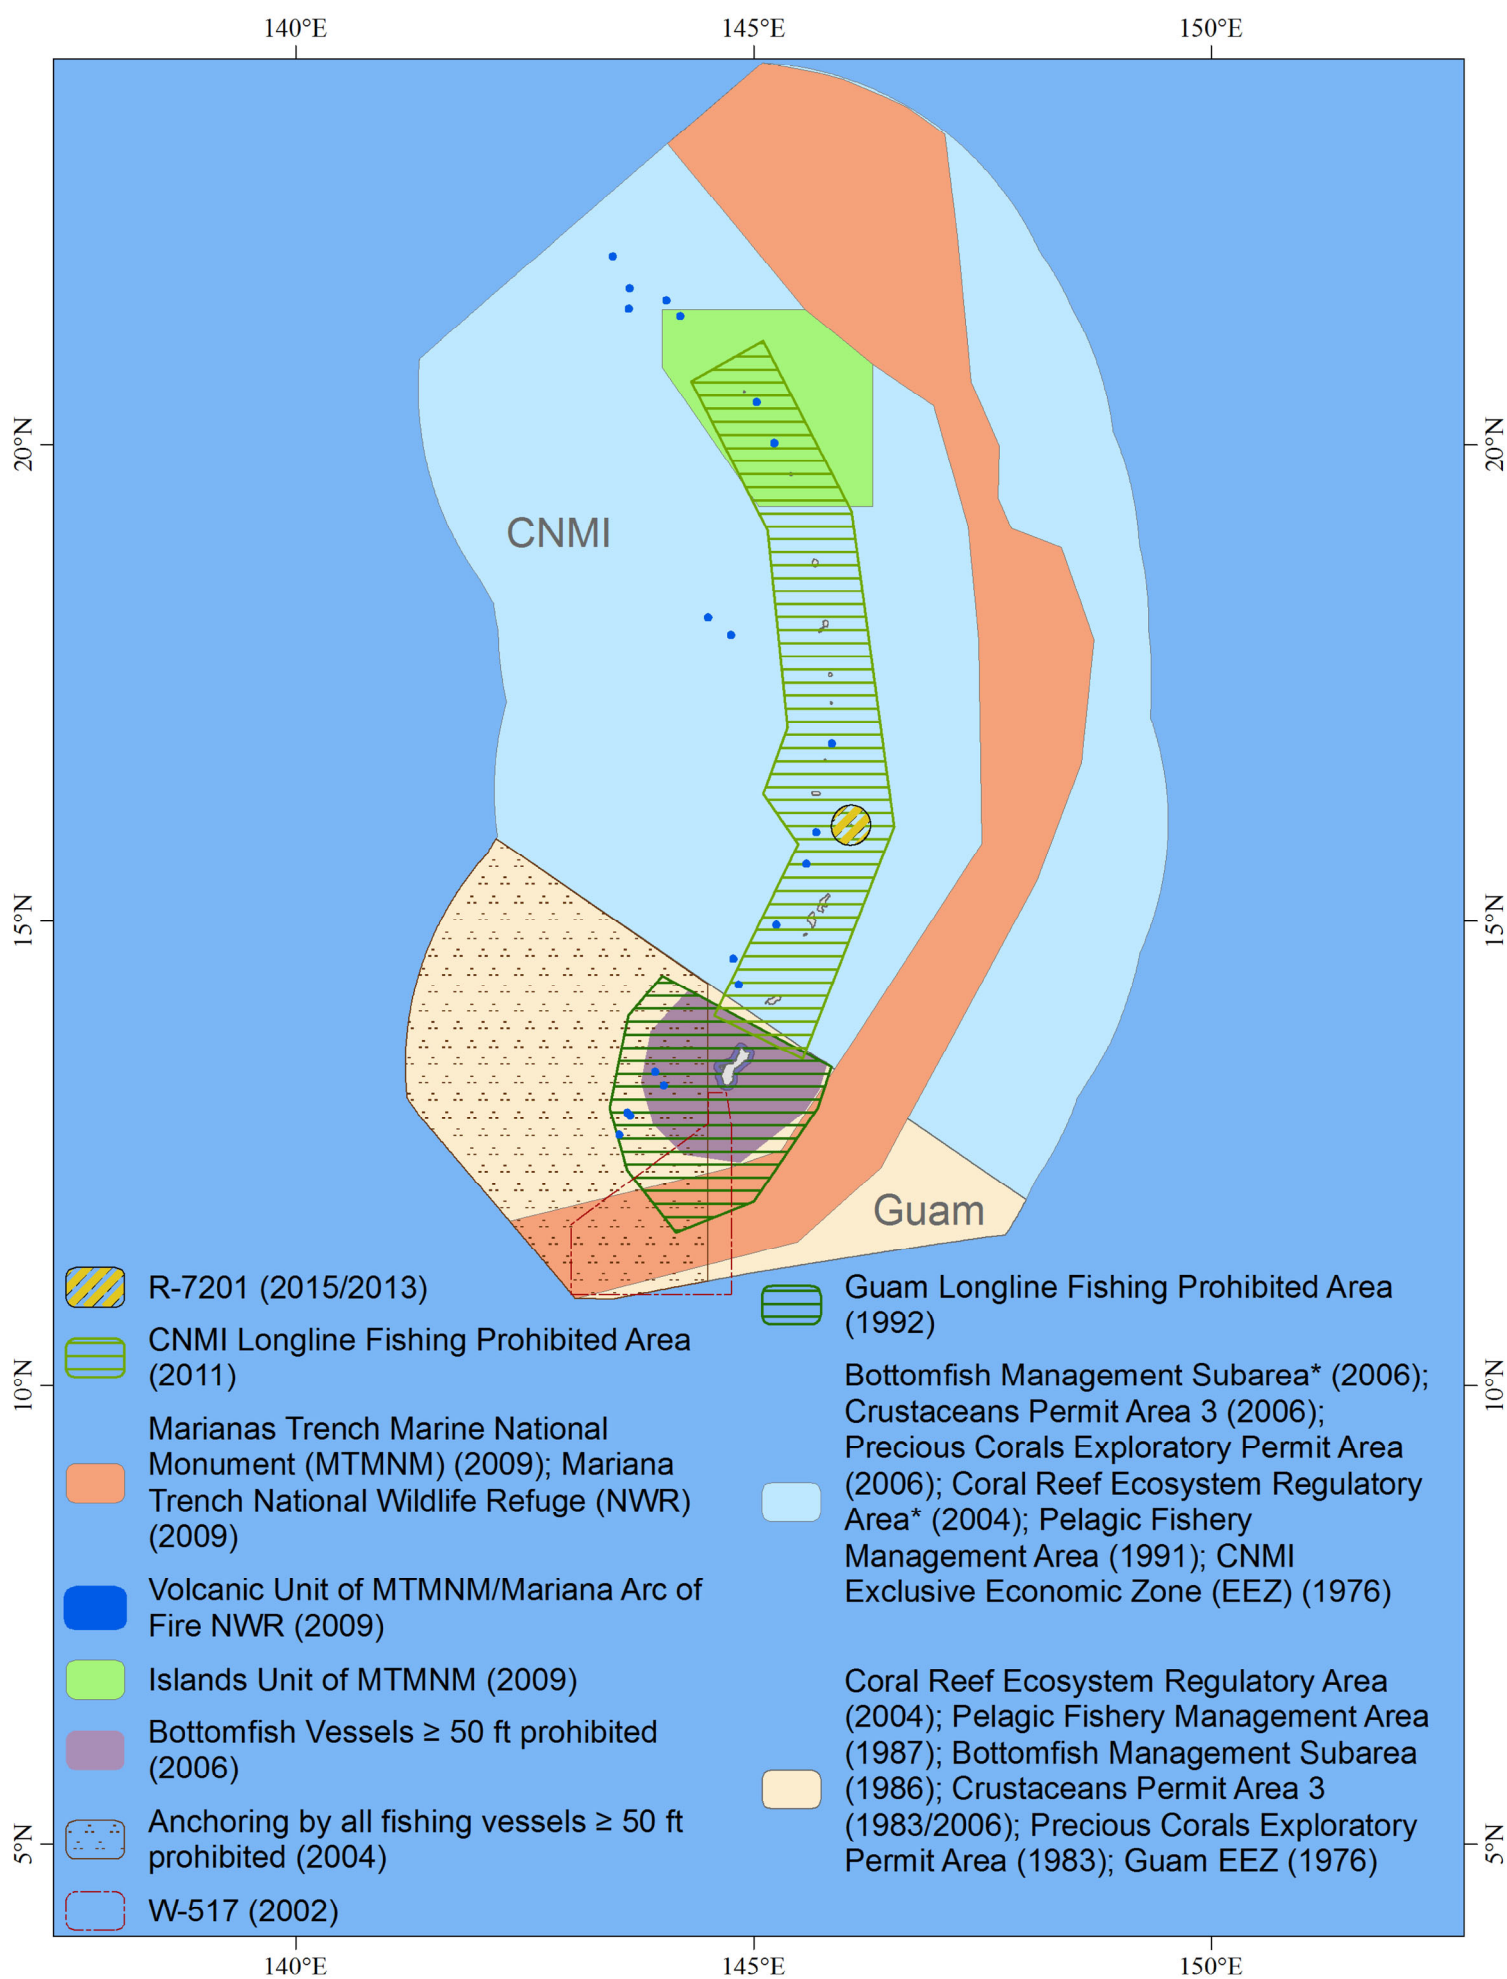 140°E
145°E
150°E
20°N
20°N
CNMI
15°N
15°N
Guam
R-7201 (2015/2013)
CNMI Longline Fishing Prohibited Area
(2011)
Marianas Trench Marine National
Monument (MTMNM) (2009); Mariana
Trench National Wildlife Refuge (NWR)
(2009)
Volcanic Unit of MTMNM/Mariana Arc of
Fire NWR (2009)
Islands Unit of MTMNM (2009)
Bottomfish Vessels ≥ 50 ft prohibited
(2006)
Anchoring by all fishing vessels ≥ 50 ft
prohibited (2004)
W-517 (2002)
Guam Longline Fishing Prohibited Area
(1992)
Bottomfish Management Subarea* (2006);
Crustaceans Permit Area 3 (2006);
Precious Corals Exploratory Permit Area
(2006); Coral Reef Ecosystem Regulatory
Area* (2004); Pelagic Fishery
Management Area (1991); CNMI
Exclusive Economic Zone (EEZ) (1976)
Coral Reef Ecosystem Regulatory Area
(2004); Pelagic Fishery Management Area
(1987); Bottomfish Management Subarea
(1986); Crustaceans Permit Area 3
(1983/2006); Precious Corals Exploratory
Permit Area (1983); Guam EEZ (1976)
10°N
10°N
5°N
5°N
140°E
145°E
150°E